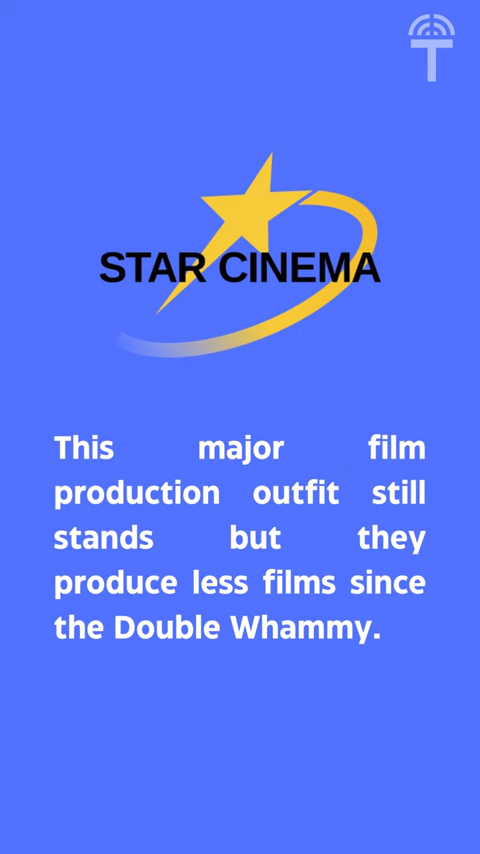 STAR CINEMA
This major film
production outfit still
stands but they
produce less films since
the Double Whammy.